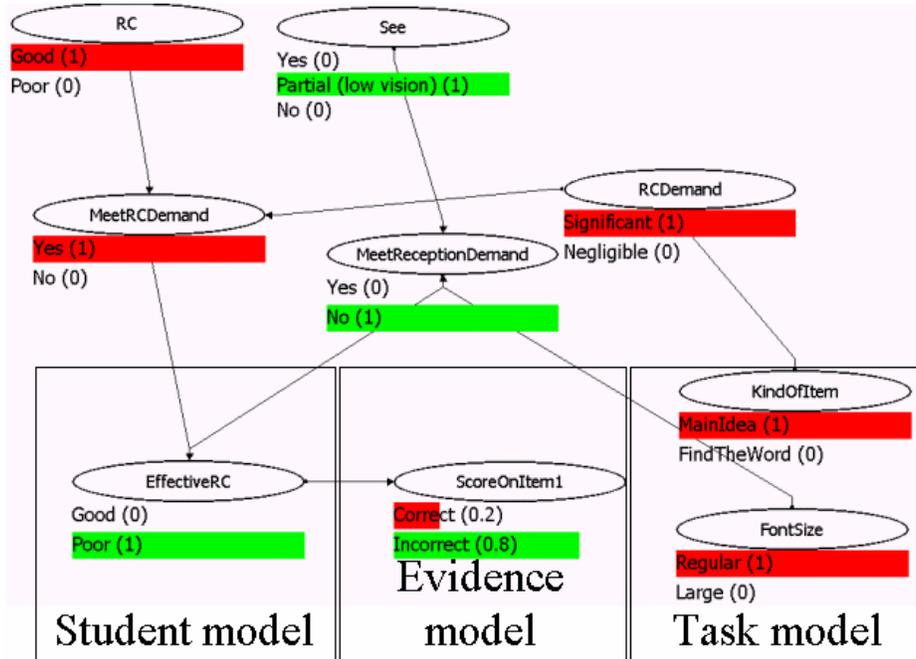 RC
Good (1)
Poor (0)
See
Yes (0)
Partial (low vision) (1)
No (0)
MeetRCDemand
Yes (1)
No (0)
RCDemand
Significant (1)
Negligible (0)
MeetReceptionDemand
Yes (0)
No (1)
KindOfItem
MainIdea (1)
FindTheWord (0)
EffectiveRC
Good (0)
Poor (1)
ScoreOnItem1
Correct (0.2)
Incorrect (0.8)
FontSize
Regular (1)
Large (0)
Student model
Evidence
model
Task model